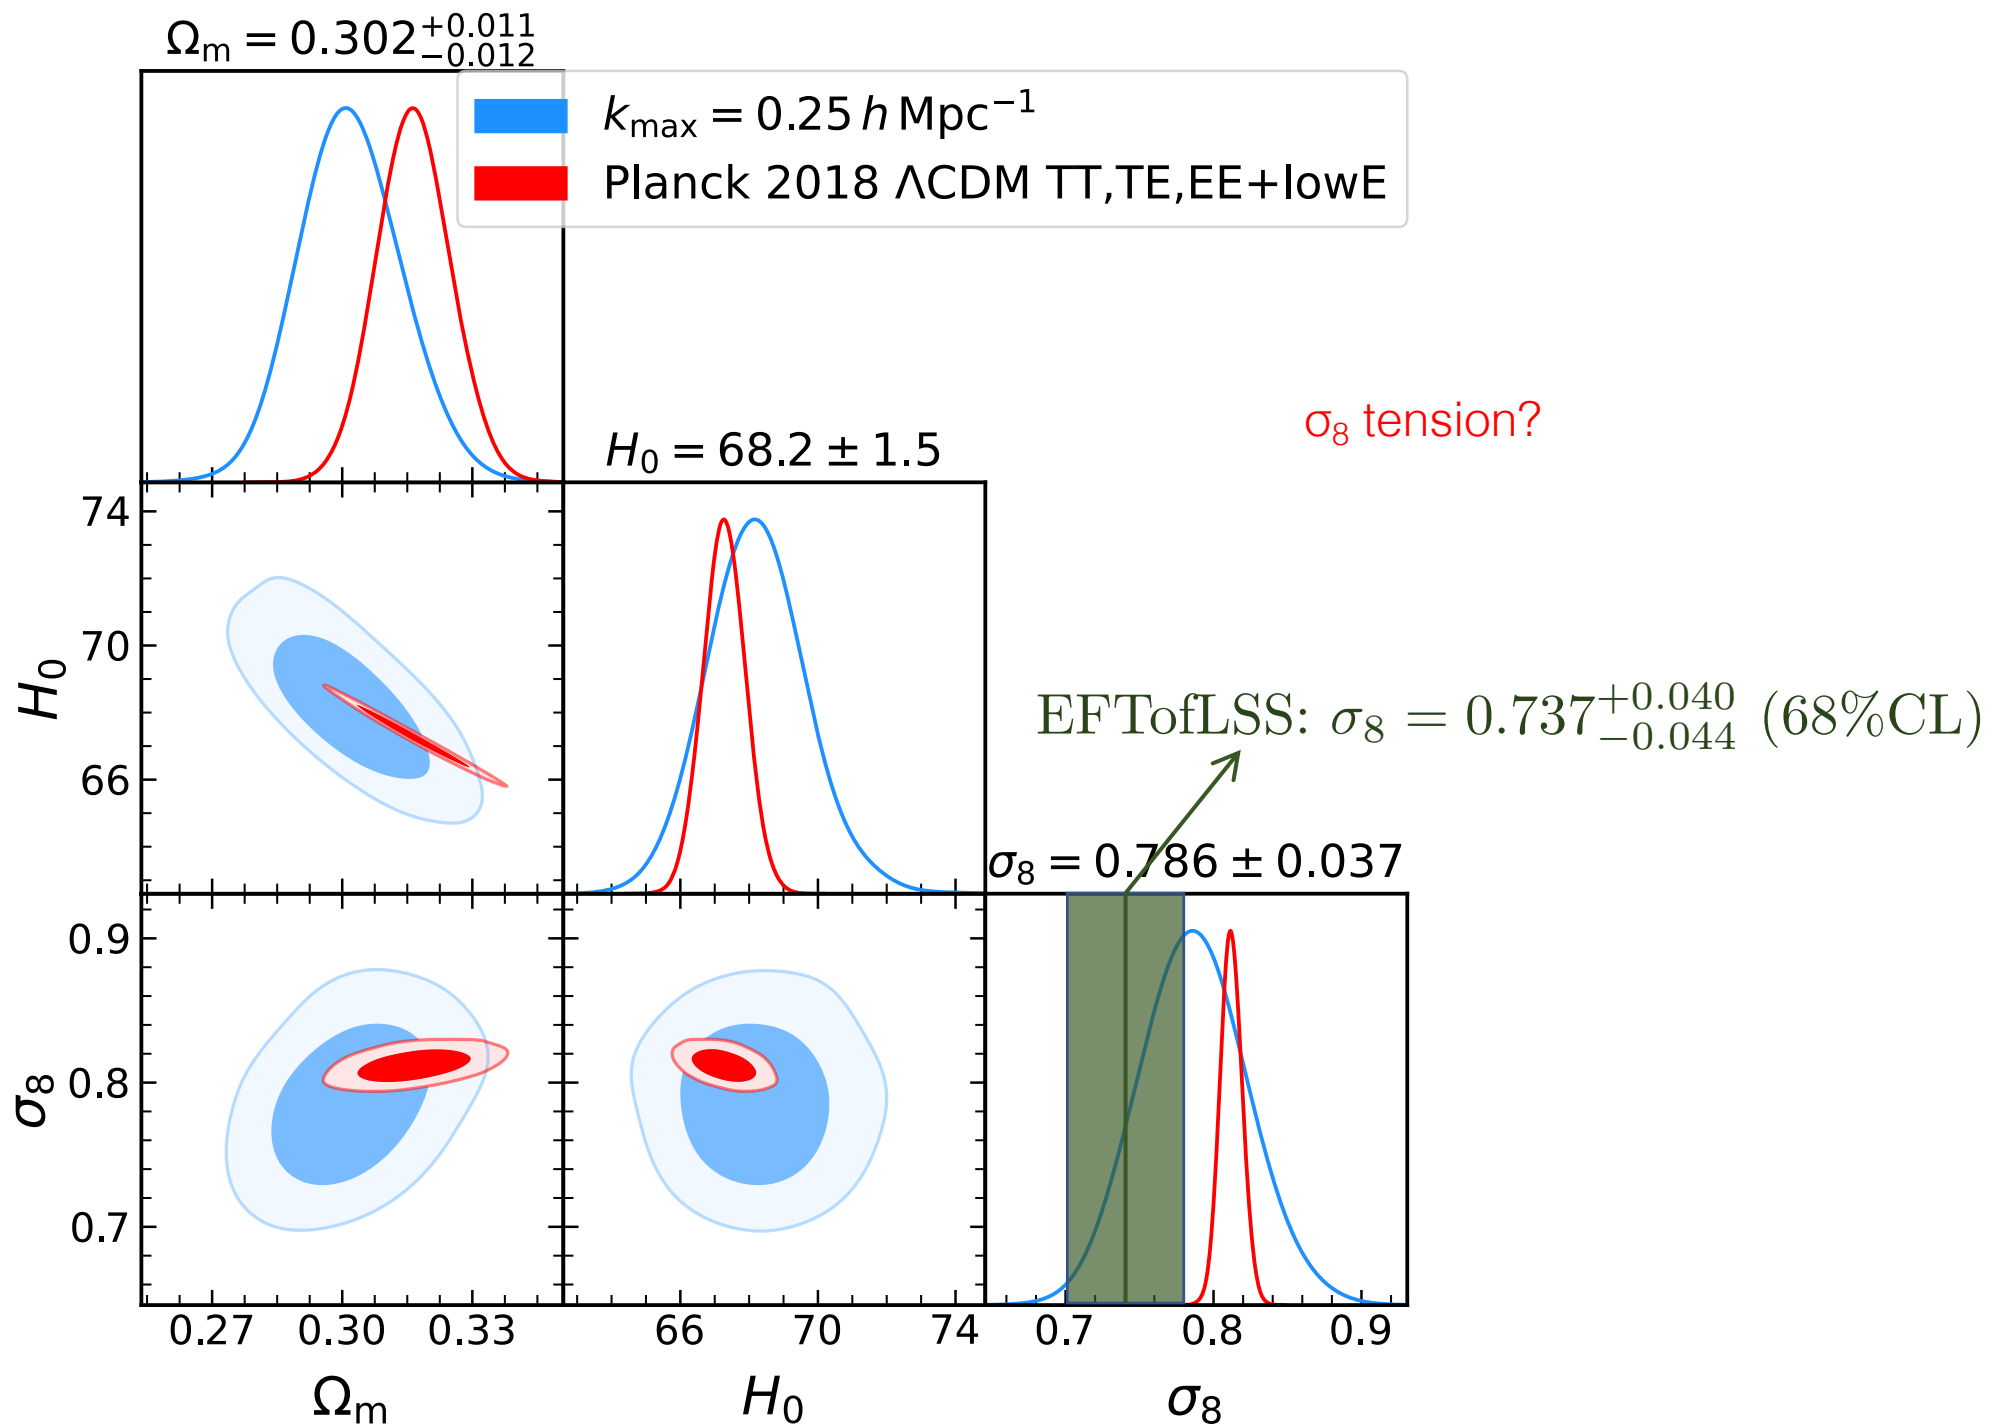 Ωₘ = 0.302⁺⁰·⁰¹¹₋₀.₀₁₂
k_max = 0.25 h Mpc⁻¹
Planck 2018 ΛCDM TT,TE,EE+lowE
σ₈ tension?
H₀ = 68.2 ± 1.5
74
70
66
H₀
EFTofLSS: σ₈ = 0.737⁺⁰·⁰⁴⁰₋₀.₀₄₄ (68%CL)
σ₈ = 0.786 ± 0.037
0.9
0.8
0.7
σ₈
0.27 0.30 0.33
66 70 74
0.7 0.8 0.9
Ωₘ
H₀
σ₈